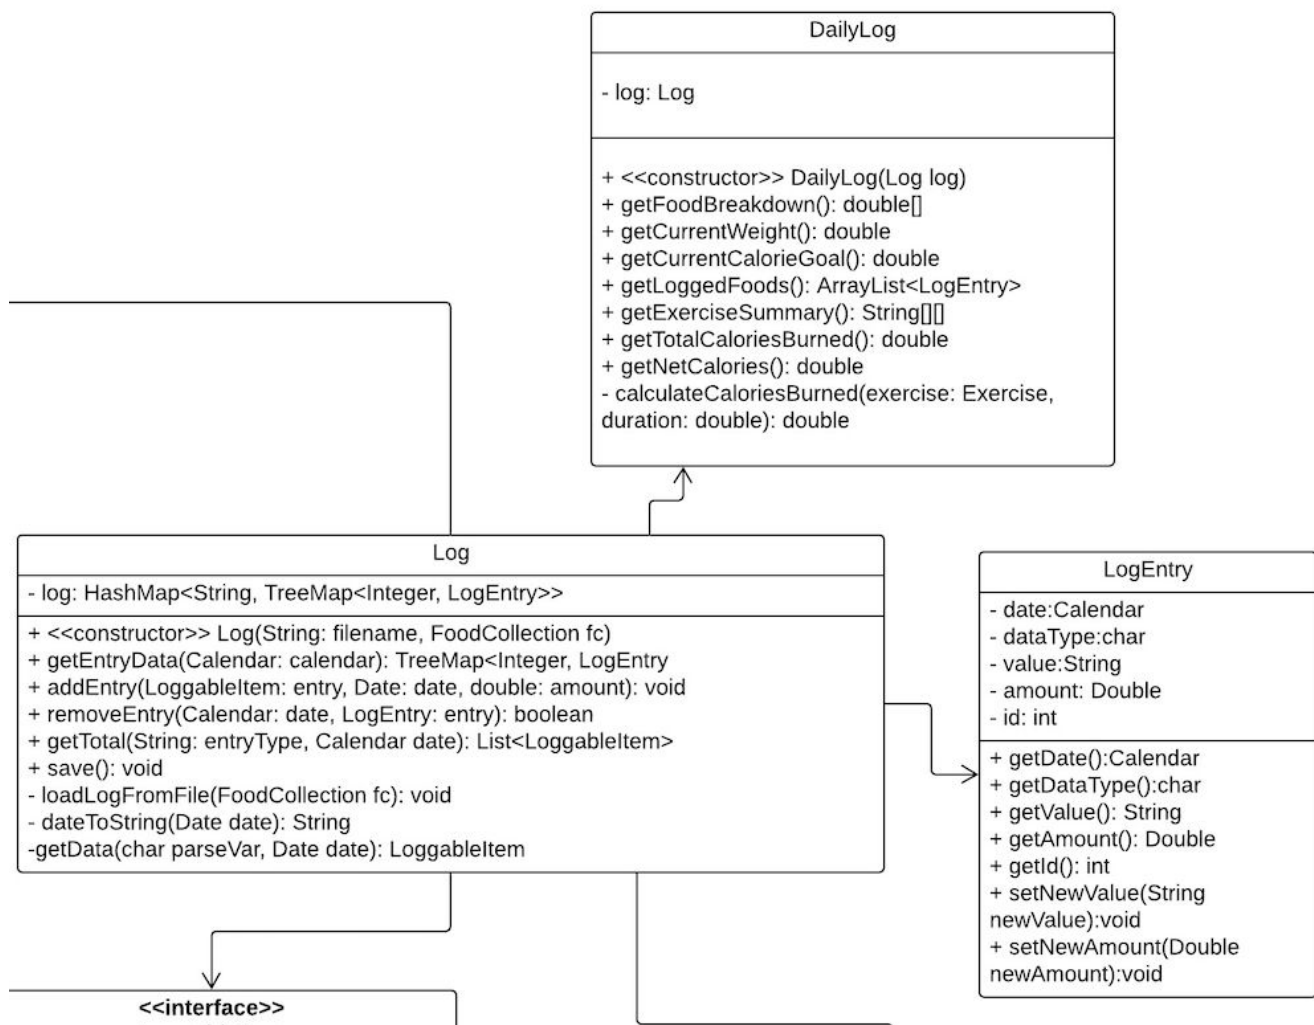 DailyLog
- log: Log
+ <<constructor>> DailyLog(Log log)
+ getFoodBreakdown(): double[]
+ getCurrentWeight(): double
+ getCurrentCalorieGoal(): double
+ getLoggedFoods(): ArrayList<LogEntry>
+ getExerciseSummary(): String[][]
+ getTotalCaloriesBurned(): double
+ getNetCalories(): double
- calculateCaloriesBurned(exercise: Exercise,
duration: double): double
Log
- log: HashMap<String, TreeMap<Integer, LogEntry>>
+ <<constructor>> Log(String: filename, FoodCollection fc)
+ getEntryData(Calendar: calendar): TreeMap<Integer, LogEntry
+ addEntry(LoggableItem: entry, Date: date, double: amount): void
+ removeEntry(Calendar: date, LogEntry: entry): boolean
+ getTotal(String: entryType, Calendar date): List<LoggableItem>
+ save(): void
- loadLogFromFile(FoodCollection fc): void
- dateToString(Date date): String
-getData(char parseVar, Date date): LoggableItem
LogEntry
- date:Calendar
- dataType:char
- value:String
- amount: Double
- id: int
+ getDate():Calendar
+ getDataType():char
+ getValue(): String
+ getAmount(): Double
+ getId(): int
+ setNewValue(String
newValue):void
+ setNewAmount(Double
newAmount):void
<<interface>>